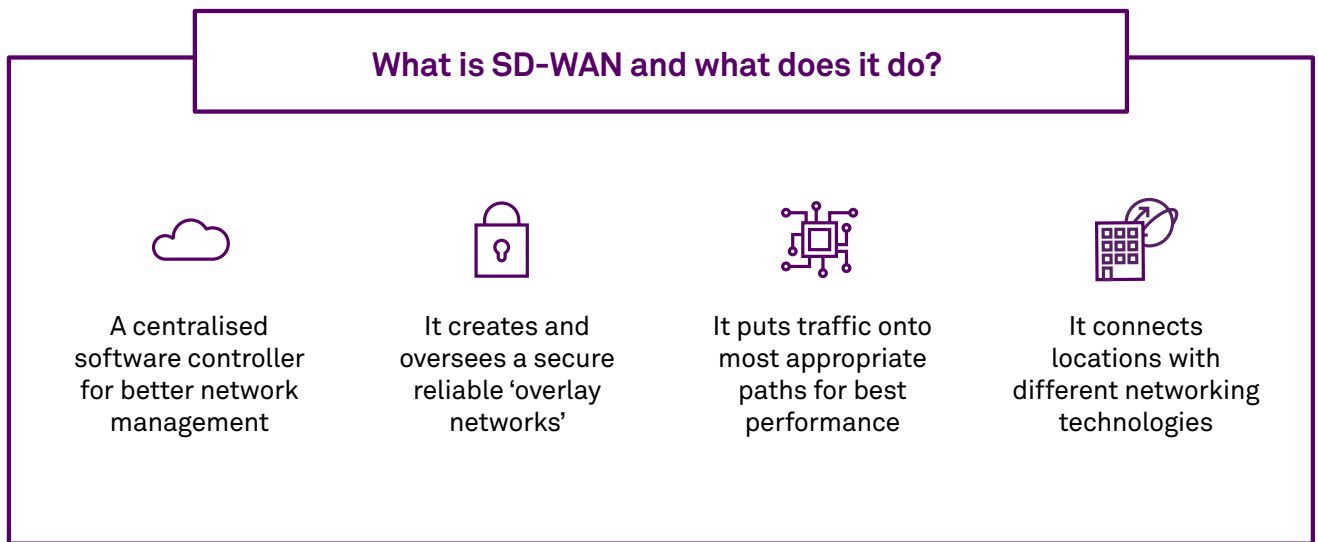 What is SD-WAN and what does it do?
A centralised
software controller
for better network
management
It creates and
oversees a secure
reliable ‘overlay
networks’
It puts traffic onto
most appropriate
paths for best
performance
It connects
locations with
different networking
technologies